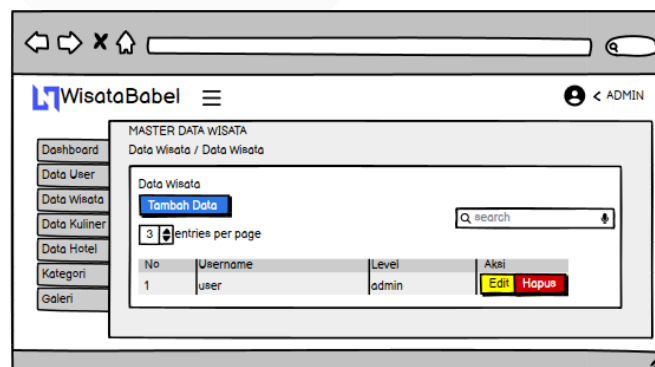 WisataBabel
< ADMIN
MASTER DATA WISATA
Data Wisata / Data Wisata
Dashboard
Data User
Data Wisata
Data Kuliner
Data Hotel
Kategori
Galeri
Data Wisata
Tambah Data
search
3 entries per page
No Username Level Aksi
1 user admin Edit Hapus